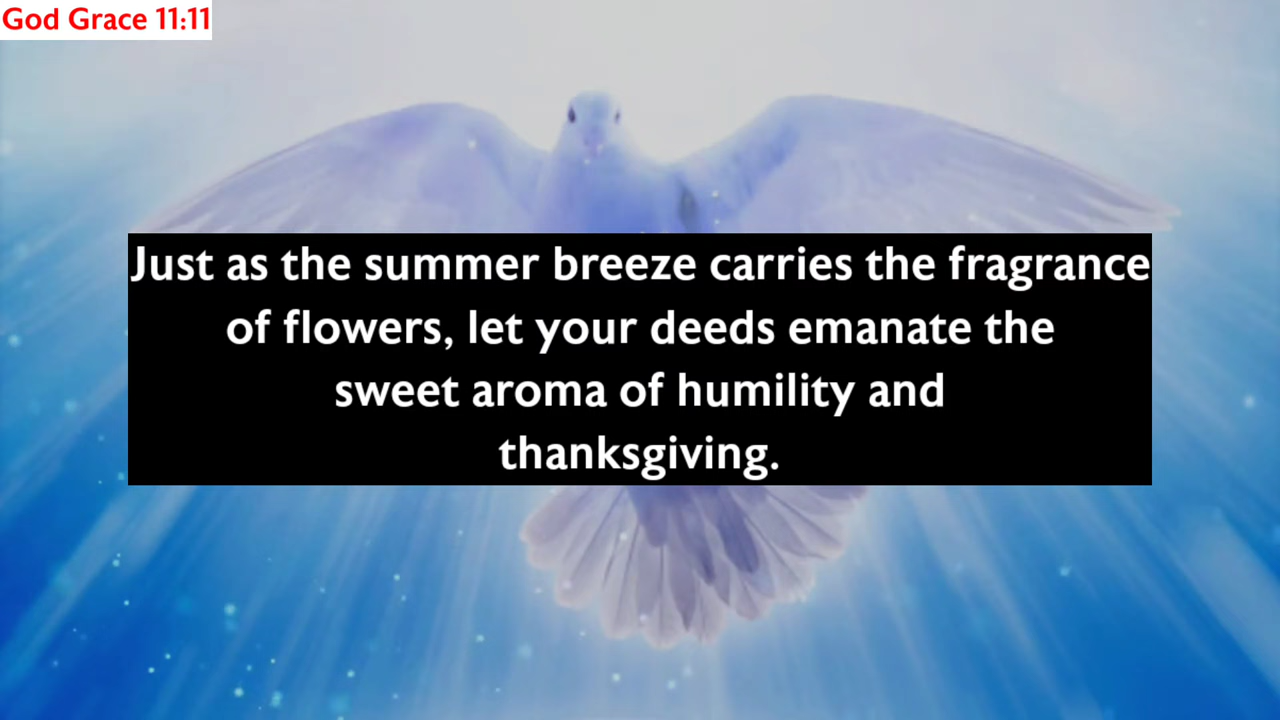 God Grace 11:11
Just as the summer breeze carries the fragrance
of flowers, let your deeds emanate the
sweet aroma of humility and
thanksgiving.